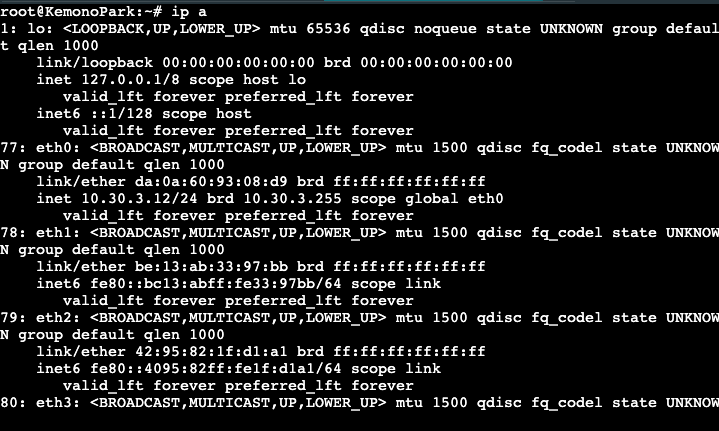 root@KemonoPark:~# ip a
1: lo: <LOOPBACK,UP,LOWER_UP> mtu 65536 qdisc noqueue state UNKNOWN group defaul
t qlen 1000
    link/loopback 00:00:00:00:00:00 brd 00:00:00:00:00:00
    inet 127.0.0.1/8 scope host lo
       valid_lft forever preferred_lft forever
    inet6 ::1/128 scope host
       valid_lft forever preferred_lft forever
77: eth0: <BROADCAST,MULTICAST,UP,LOWER_UP> mtu 1500 qdisc fq_codel state UNKNOW
N group default qlen 1000
    link/ether da:0a:60:93:08:d9 brd ff:ff:ff:ff:ff:ff
    inet 10.30.3.12/24 brd 10.30.3.255 scope global eth0
       valid_lft forever preferred_lft forever
78: eth1: <BROADCAST,MULTICAST,UP,LOWER_UP> mtu 1500 qdisc fq_codel state UNKNOW
N group default qlen 1000
    link/ether be:13:ab:33:97:bb brd ff:ff:ff:ff:ff:ff
    inet6 fe80::bc13:abff:fe33:97bb/64 scope link
       valid_lft forever preferred_lft forever
79: eth2: <BROADCAST,MULTICAST,UP,LOWER_UP> mtu 1500 qdisc fq_codel state UNKNOW
N group default qlen 1000
    link/ether 42:95:82:1f:d1:a1 brd ff:ff:ff:ff:ff:ff
    inet6 fe80::4095:82ff:fe1f:d1a1/64 scope link
       valid_lft forever preferred_lft forever
80: eth3: <BROADCAST,MULTICAST,UP,LOWER_UP> mtu 1500 qdisc fq_codel state UNKNOW